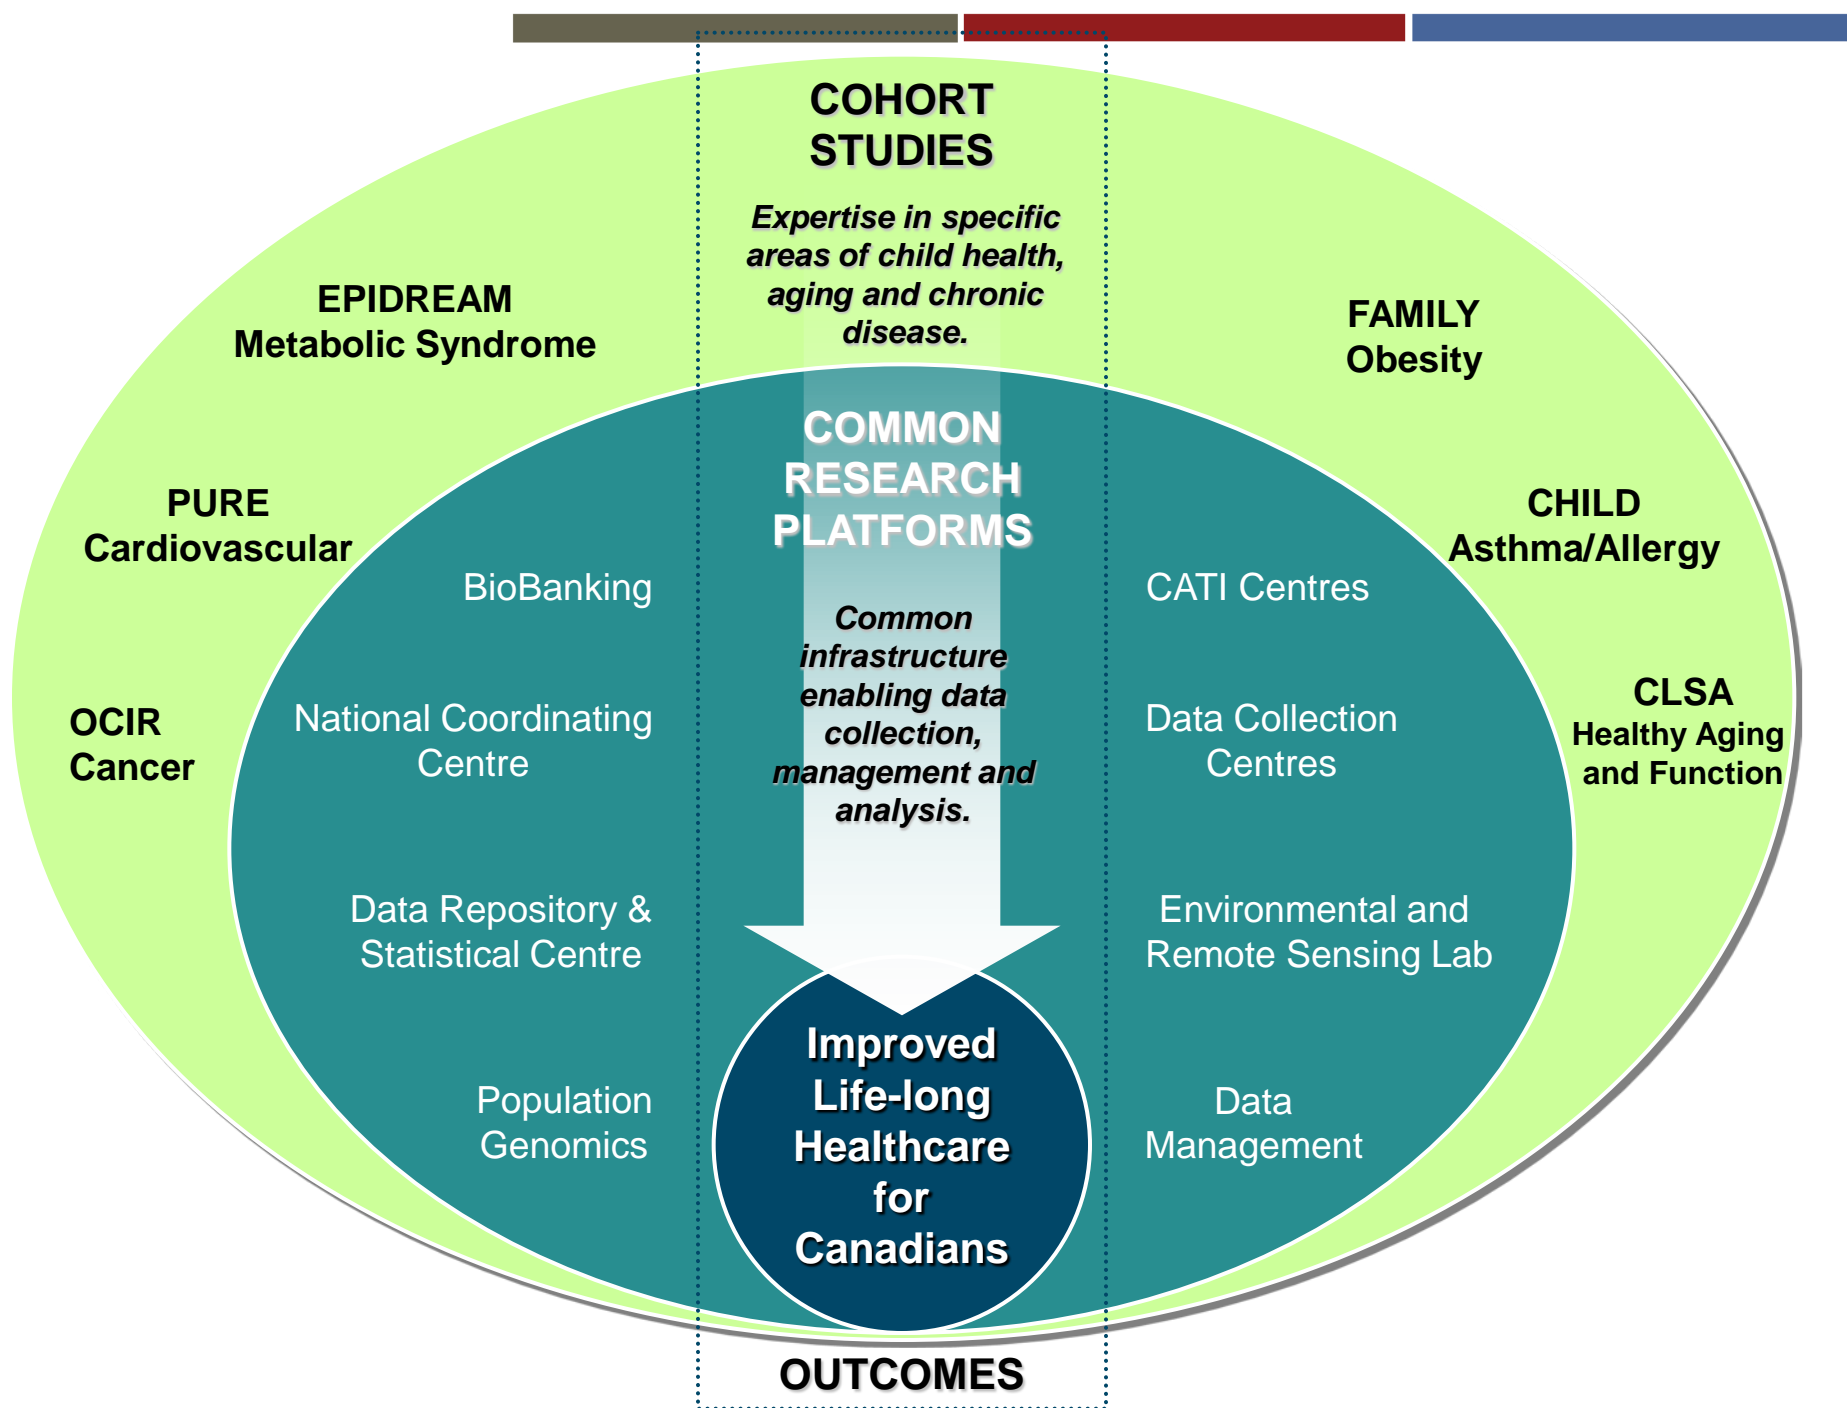 COHORT
STUDIES
Expertise in specific
areas of child health,
aging and chronic
disease.
EPIDREAM
Metabolic Syndrome
FAMILY
Obesity
PURE
Cardiovascular
CHILD
Asthma/Allergy
OCIR
Cancer
CLSA
Healthy Aging
and Function
COMMON
RESEARCH
PLATFORMS
Common
infrastructure
enabling data
collection,
management and
analysis.
BioBanking
National Coordinating
Centre
Data Repository &
Statistical Centre
Population
Genomics
CATI Centres
Data Collection
Centres
Environmental and
Remote Sensing Lab
Data
Management
Improved
Life-long
Healthcare
for
Canadians
OUTCOMES